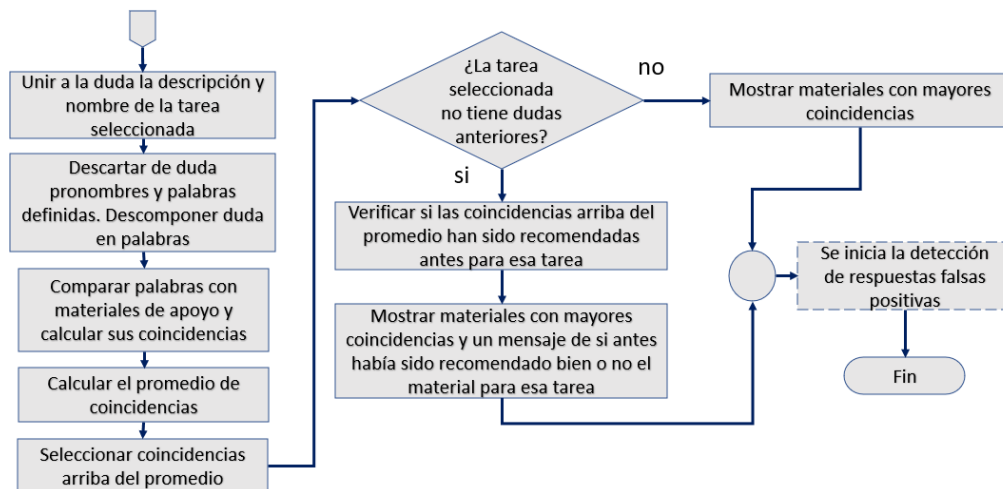 Unir a la duda la descripción y
nombre de la tarea
seleccionada
Descartar de duda
pronombres y palabras
definidas. Descomponer duda
en palabras
Comparar palabras con
materiales de apoyo y
calcular sus coincidencias
Calcular el promedio de
coincidencias
Seleccionar coincidencias
arriba del promedio
¿La tarea
seleccionada
no tiene dudas
anteriores?
no
si
Mostrar materiales con mayores
coincidencias
Verificar si las coincidencias arriba del
promedio han sido recomendadas
antes para esa tarea
Mostrar materiales con mayores
coincidencias y un mensaje de si antes
había sido recomendado bien o no el
material para esa tarea
Se inicia la detección
de respuestas falsas
positivas
Fin